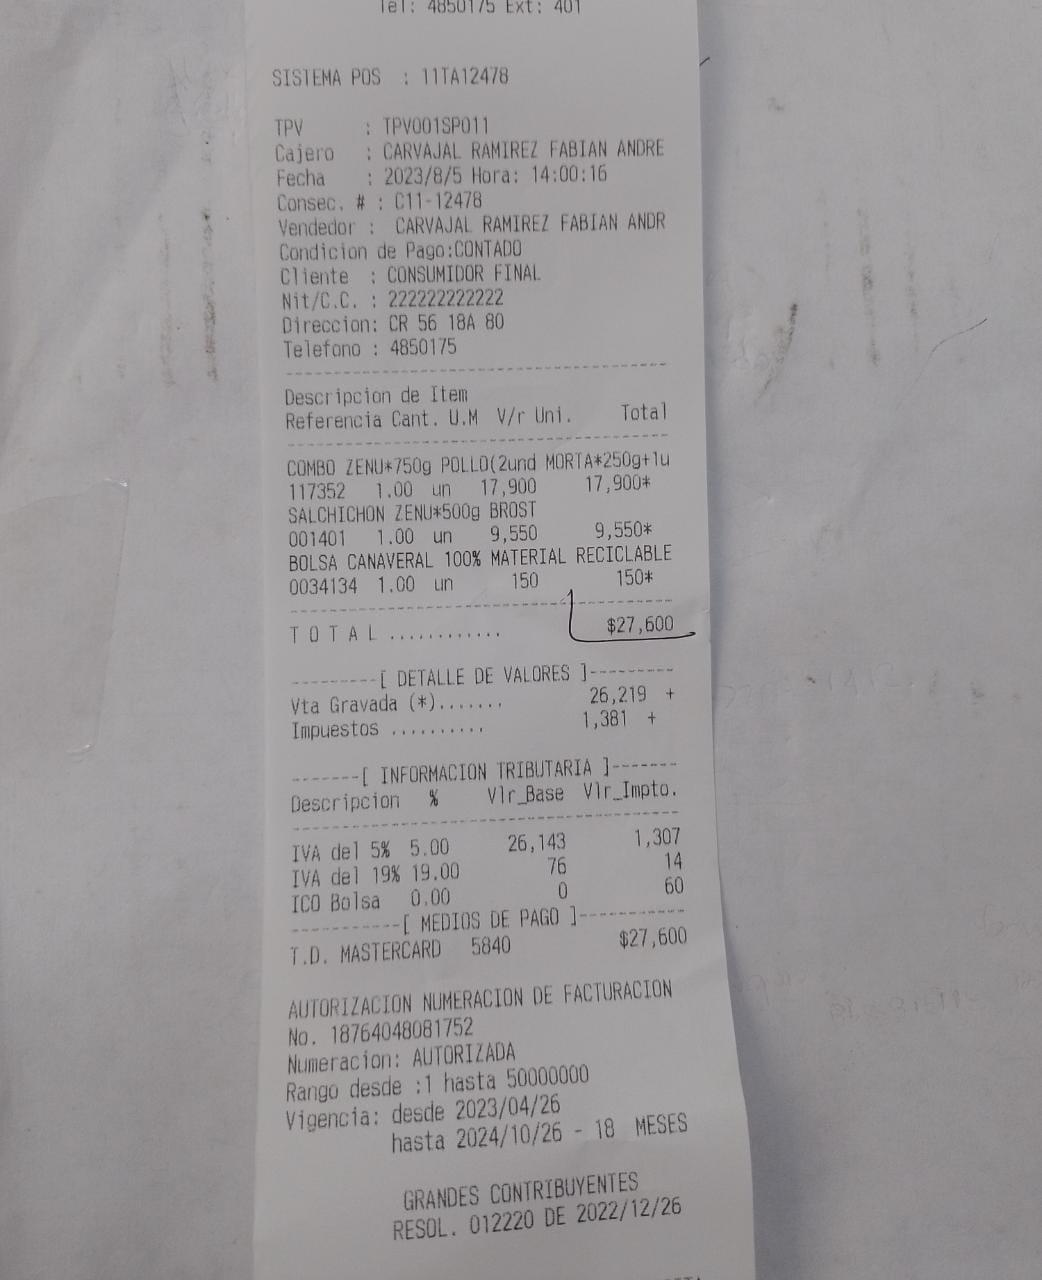 Tel: 4850175 Ext: 401
SISTEMA POS : 11TA12478
TPV : TPV001SP011
Cajero : CARVAJAL RAMIREZ FABIAN ANDRE
Fecha : 2023/8/5 Hora: 14:00:16
Consec. # : C11-12478
Vendedor : CARVAJAL RAMIREZ FABIAN ANDR
Condicion de Pago:CONTADO
Cliente : CONSUMIDOR FINAL
Nit/C.C. : 222222222222
Direccion: CR 56 18A 80
Telefono : 4850175
Descripcion de Item
Referencia Cant. U.M V/r Uni. Total
COMBO ZENU*750g POLLO(2und MORTA*250g+1u
117352 1.00 un 17,900 17,900*
SALCHICHON ZENU*500g BROST
001401 1.00 un 9,550 9,550*
BOLSA CANAVERAL 100% MATERIAL RECICLABLE
0034134 1.00 un 150 150*
T O T A L ............ $27,600
---------[ DETALLE DE VALORES ]---------
Vta Gravada (*)....... 26,219 +
Impuestos .......... 1,381 +
-------[ INFORMACION TRIBUTARIA ]-------
Descripcion % Vlr_Base Vlr_Impto.
IVA del 5% 5.00 26,143 1,307
IVA del 19% 19.00 76 14
ICO Bolsa 0.00 0 60
-----------[ MEDIOS DE PAGO ]-----------
T.D. MASTERCARD 5840 $27,600
AUTORIZACION NUMERACION DE FACTURACION
No. 18764048081752
Numeracion: AUTORIZADA
Rango desde :1 hasta 50000000
Vigencia: desde 2023/04/26
hasta 2024/10/26 - 18 MESES
GRANDES CONTRIBUYENTES
RESOL. 012220 DE 2022/12/26